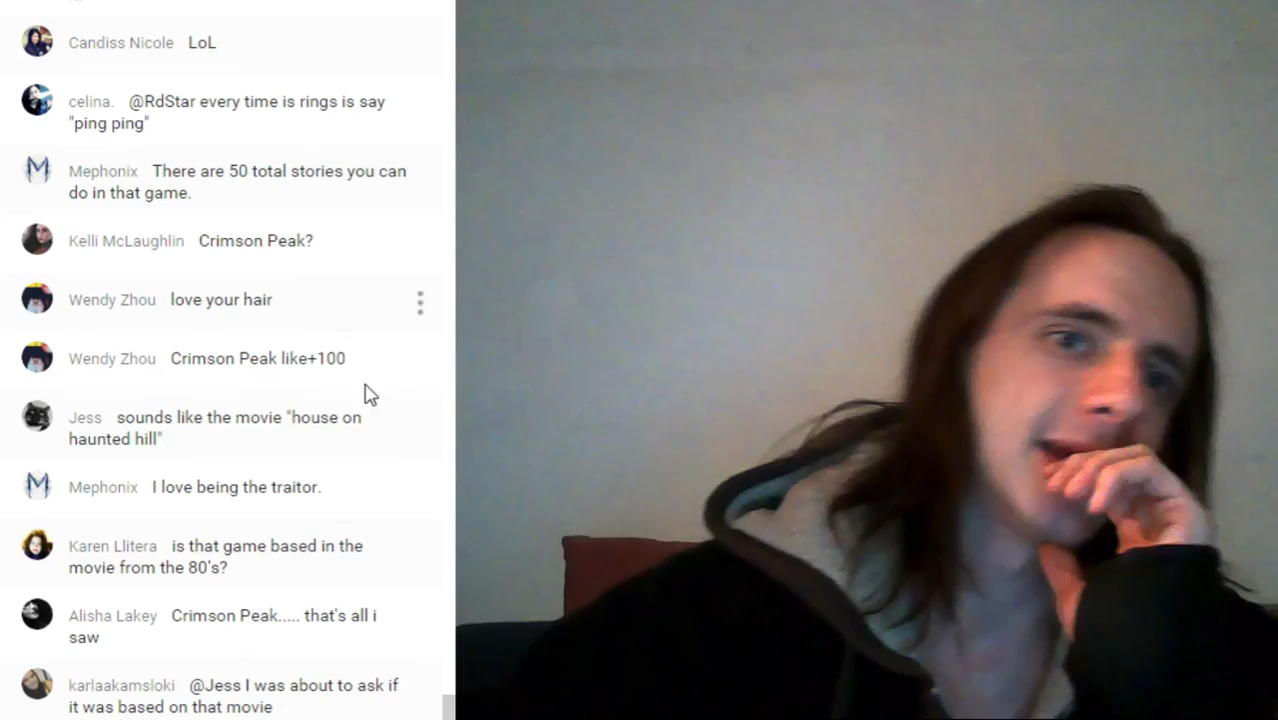 Candiss Nicole LoL
celina. @RdStar every time is rings is say
"ping ping"
Mephonix There are 50 total stories you can
do in that game.
Kelli McLaughlin Crimson Peak?
Wendy Zhou love your hair
Wendy Zhou Crimson Peak like+100
Jess sounds like the movie "house on
haunted hill"
Mephonix I love being the traitor.
Karen Llitera is that game based in the
movie from the 80's?
Alisha Lakey Crimson Peak..... that's all i
saw
karlaakamsloki @Jess I was about to ask if
it was based on that movie